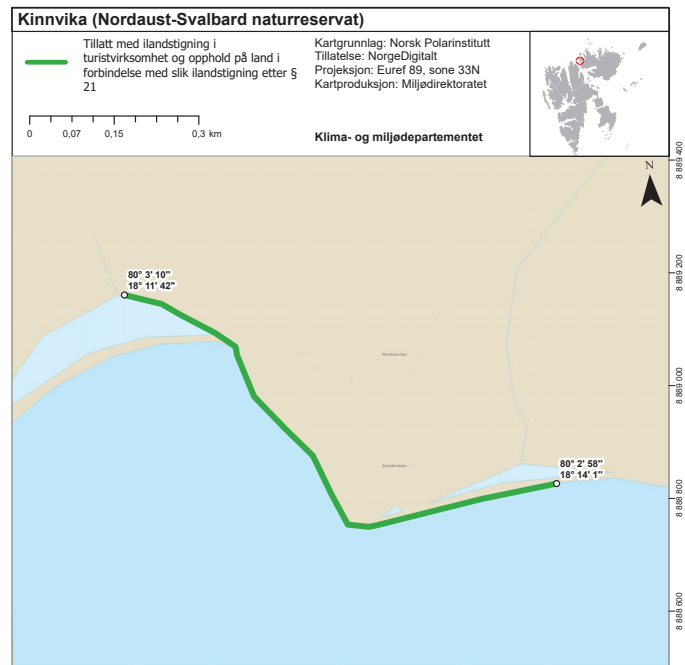 Kinnvika (Nordaust-Svalbard naturreservat)
Tillatt med ilandstigning i
turistvirksomhet og opphold på land i
forbindelse med slik ilandstigning etter §
21
0 0,07 0,15 0,3 km
Kartgrunnlag: Norsk Polarinstitutt
Tillatelse: NorgeDigitalt
Projeksjon: Euref 89, sone 33N
Kartproduksjon: Miljødirektoratet
Klima- og miljødepartementet
N
8 889 400
8 889 200
8 889 000
8 888 800
8 888 600
80° 3' 10"
18° 11' 42"
80° 2' 58"
18° 14' 1"